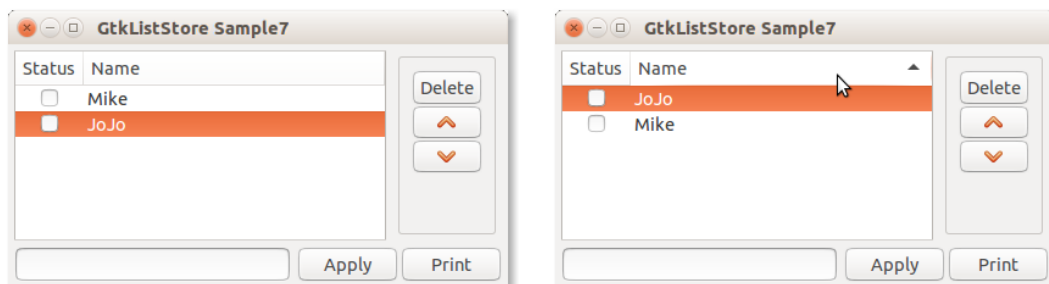 GtkListStore Sample7
Status Name
Mike
JoJo
Delete
Apply Print
GtkListStore Sample7
Status Name
JoJo
Mike
Delete
Apply Print